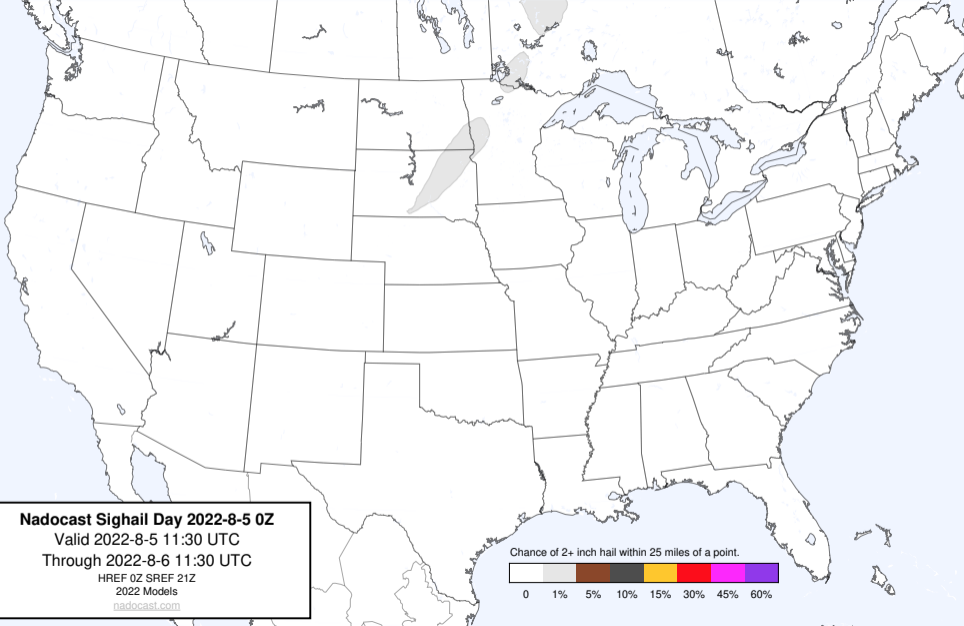 Nadocast Sighail Day 2022-8-5 0Z
Valid 2022-8-5 11:30 UTC
Through 2022-8-6 11:30 UTC
HREF 0Z SREF 21Z
2022 Models
nadocast.com
Chance of 2+ inch hail within 25 miles of a point.
0 1% 5% 10% 15% 30% 45% 60%